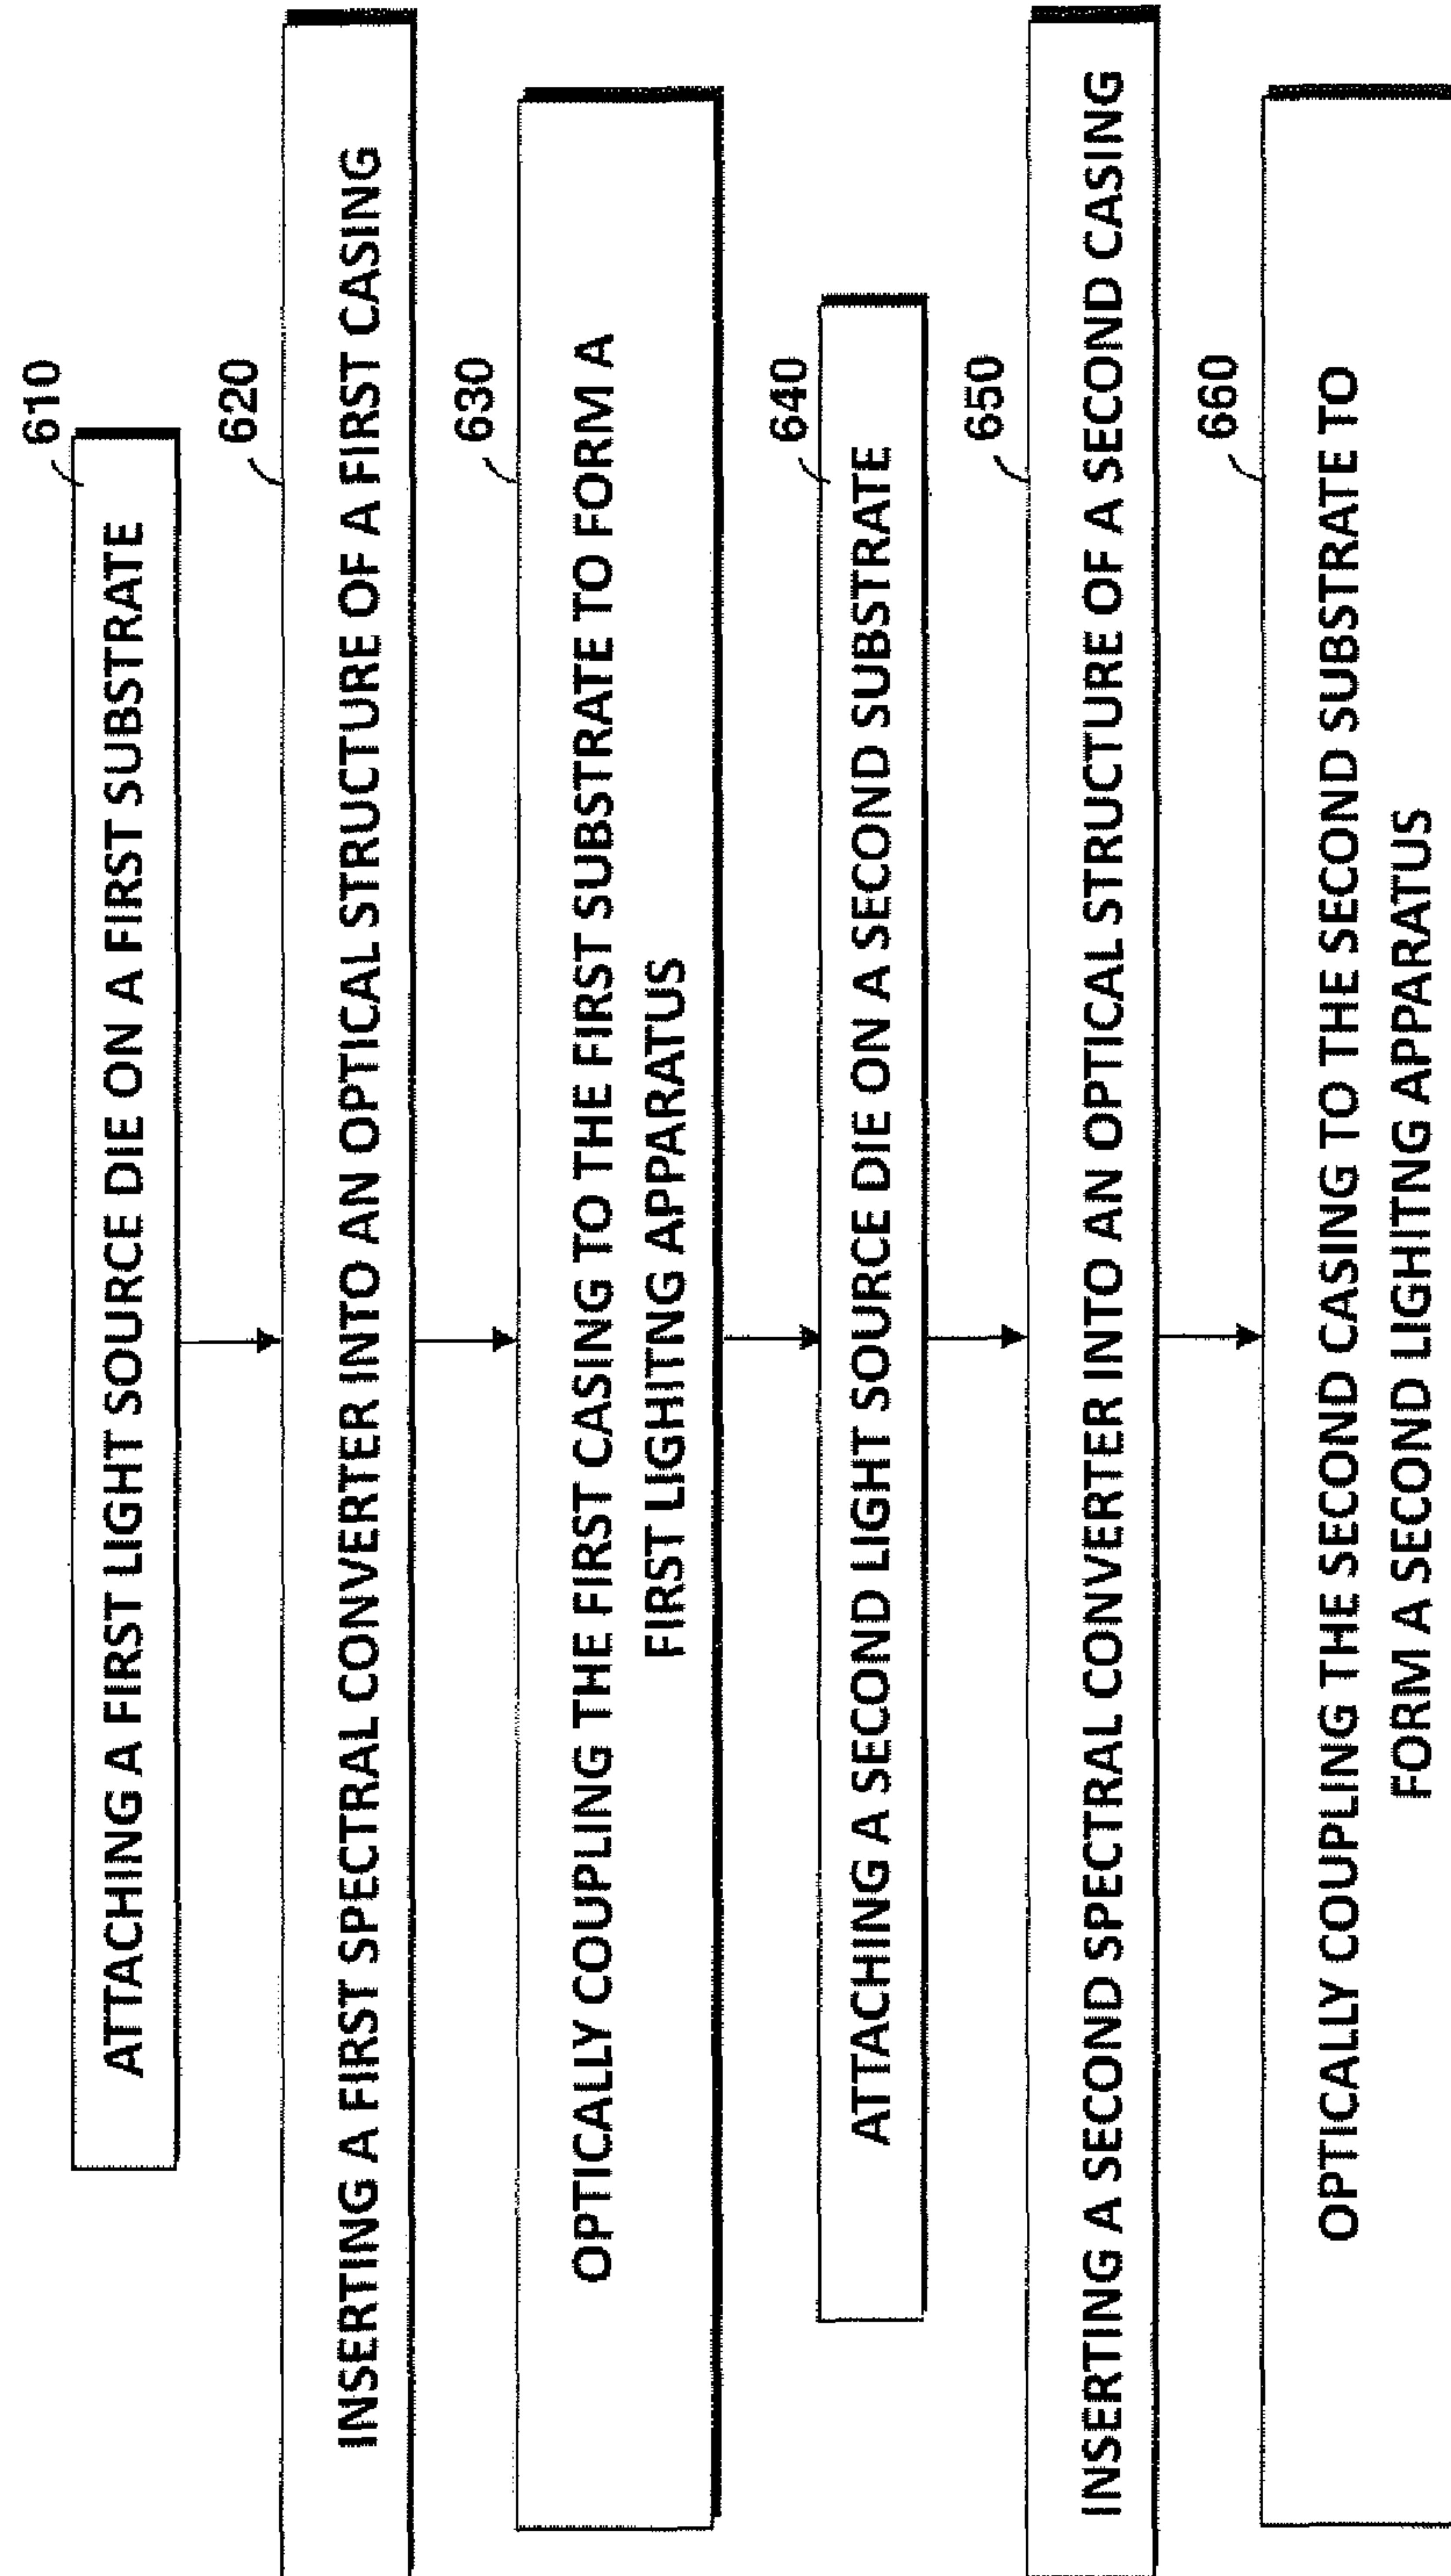 610
ATTACHING A FIRST LIGHT SOURCE DIE ON A FIRST SUBSTRATE
620
INSERTING A FIRST SPECTRAL CONVERTER INTO AN OPTICAL STRUCTURE OF A FIRST CASING
630
OPTICALLY COUPLING THE FIRST CASING TO THE FIRST SUBSTRATE TO FORM A
FIRST LIGHITNG APPARATUS
640
ATTACHING A SECOND LIGHT SOURCE DIE ON A SECOND SUBSTRATE
650
INSERTING A SECOND SPECTRAL CONVERTER INTO AN OPTICAL STRUCTURE OF A SECOND CASING
660
OPTICALLY COUPLING THE SECOND CASING TO THE SECOND SUBSTRATE TO
FORM A SECOND LIGHITNG APPARATUS